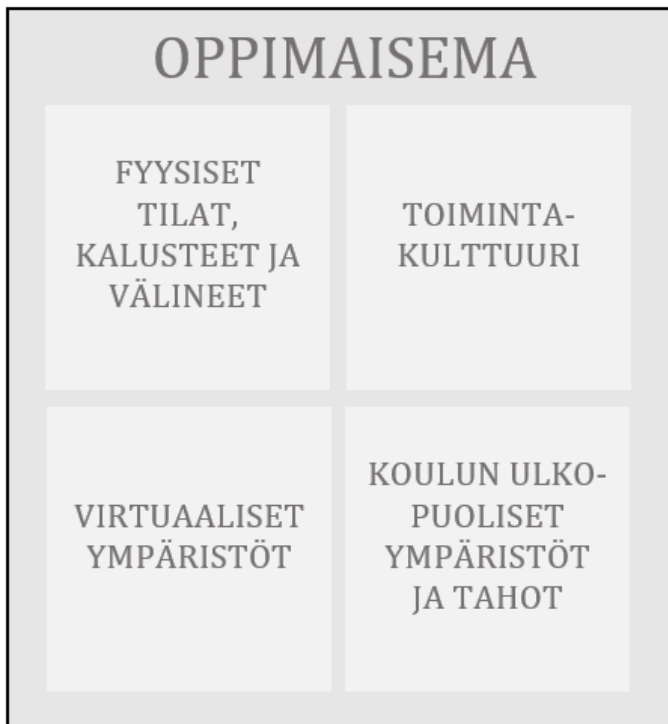 OPPIMAISEMA
FYYSISET
TILAT,
KALUSTEET JA
VÄLINEET
TOIMINTA-
KULTTUURI
VIRTUAALISET
YMPÄRISTÖT
KOULUN ULKO-
PUOLISET
YMPÄRISTÖT
JA TAHOT